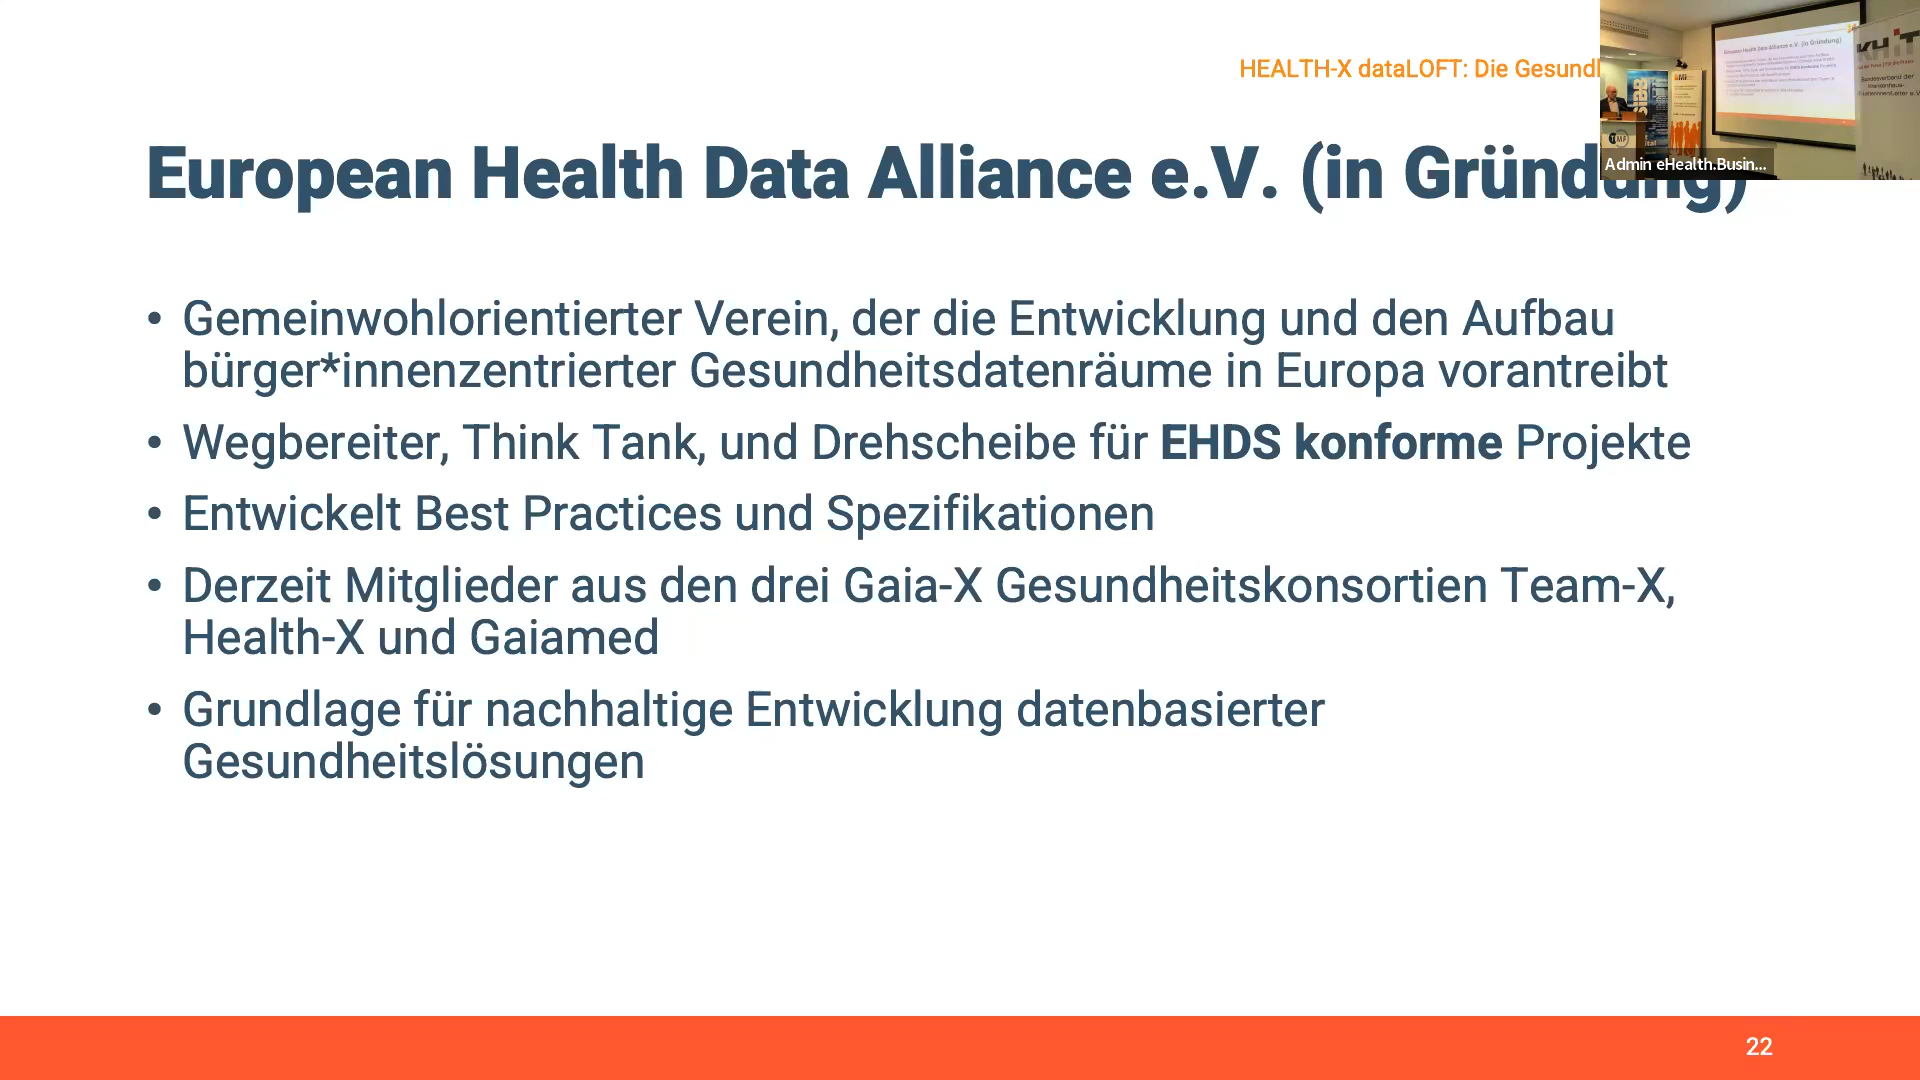 HEALTH-X dataLOFT: Die
European Health Data Alliance e.V. (in Gründung)
• Gemeinwohlorientierter Verein, der die Entwicklung und den Aufbau
bürger*innenzentrierter Gesundheitsdatenräume in Europa vorantreibt
• Wegbereiter, Think Tank, und Drehscheibe für EHDS konforme Projekte
• Entwickelt Best Practices und Spezifikationen
• Derzeit Mitglieder aus den drei Gaia-X Gesundheitskonsortien Team-X,
Health-X und Gaiamed
• Grundlage für nachhaltige Entwicklung datenbasierter
Gesundheitslösungen
22
Admin eHealth.Busin...